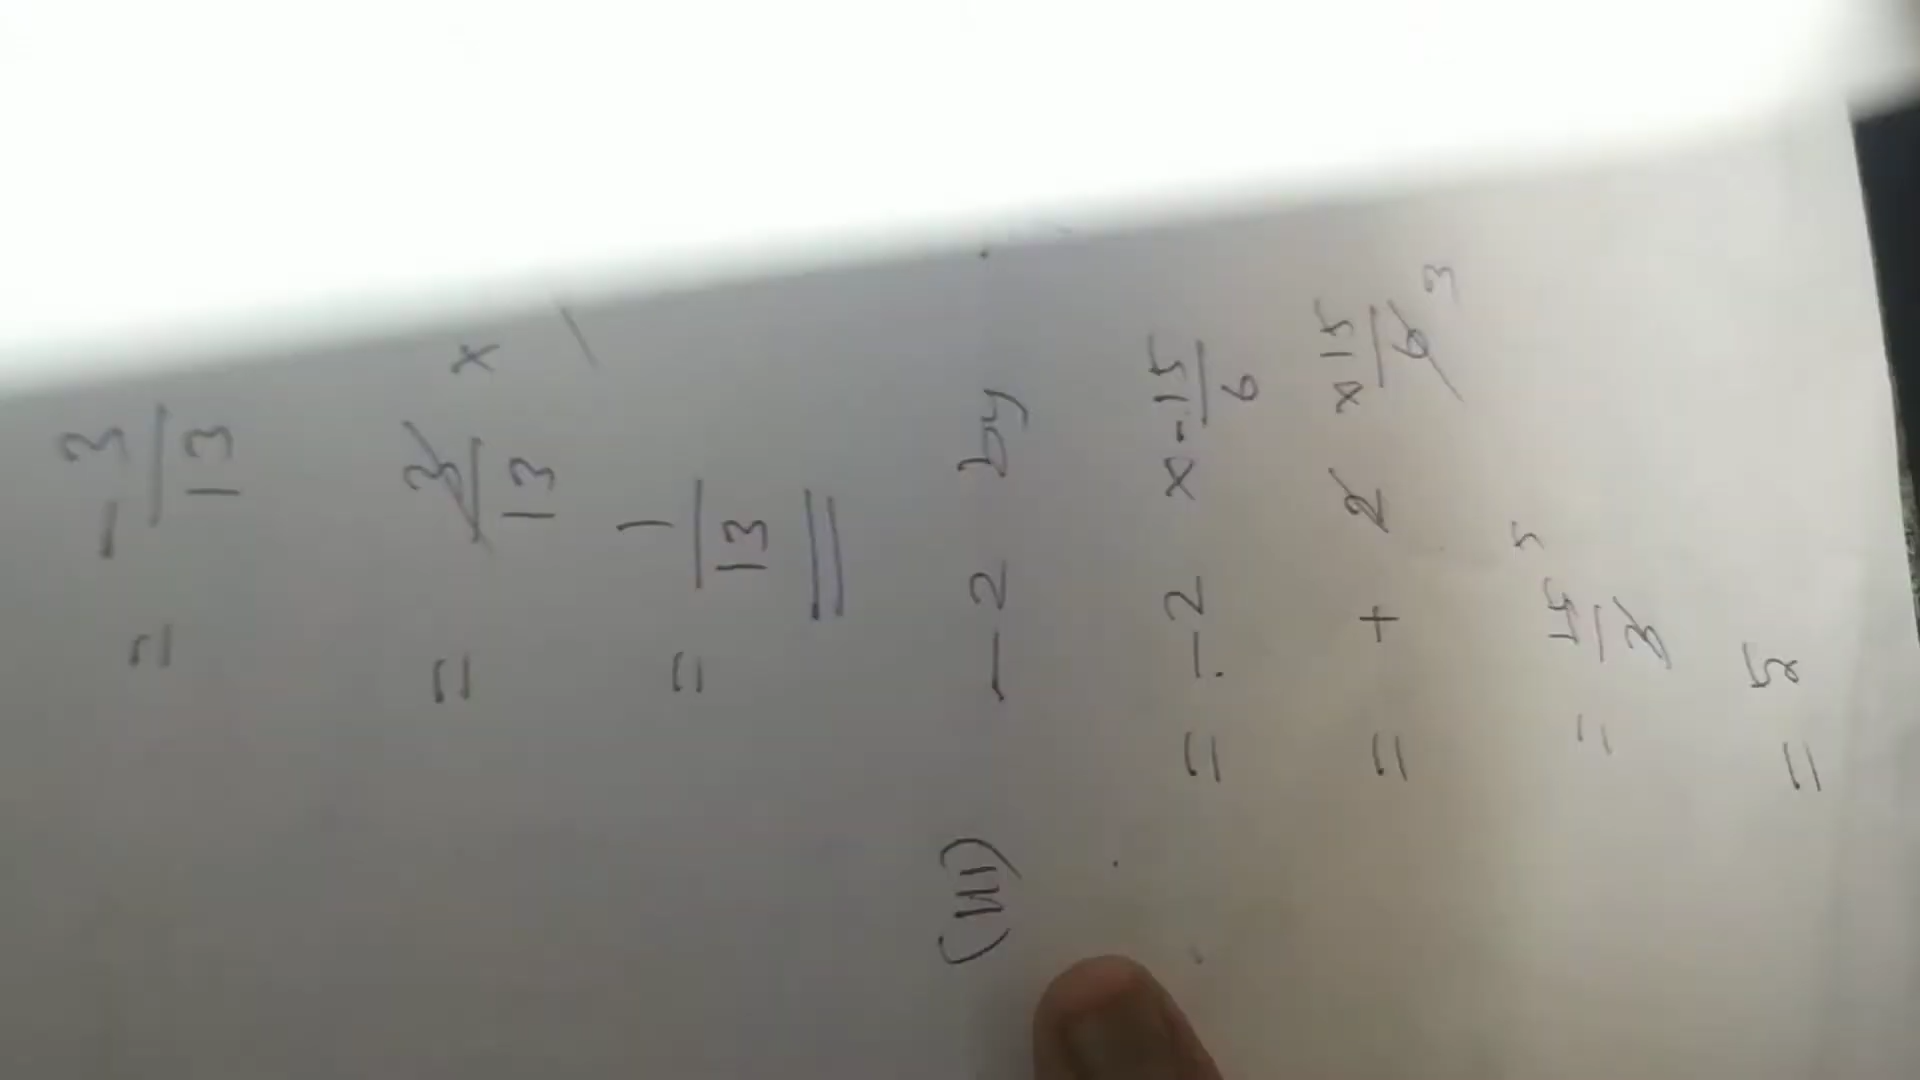 = -3/13
= 3/13 ×
= 1/13
(III) -2 by
= -2 × -15/6
= + 2 × 15/6 3
= 15/3 5
= 5